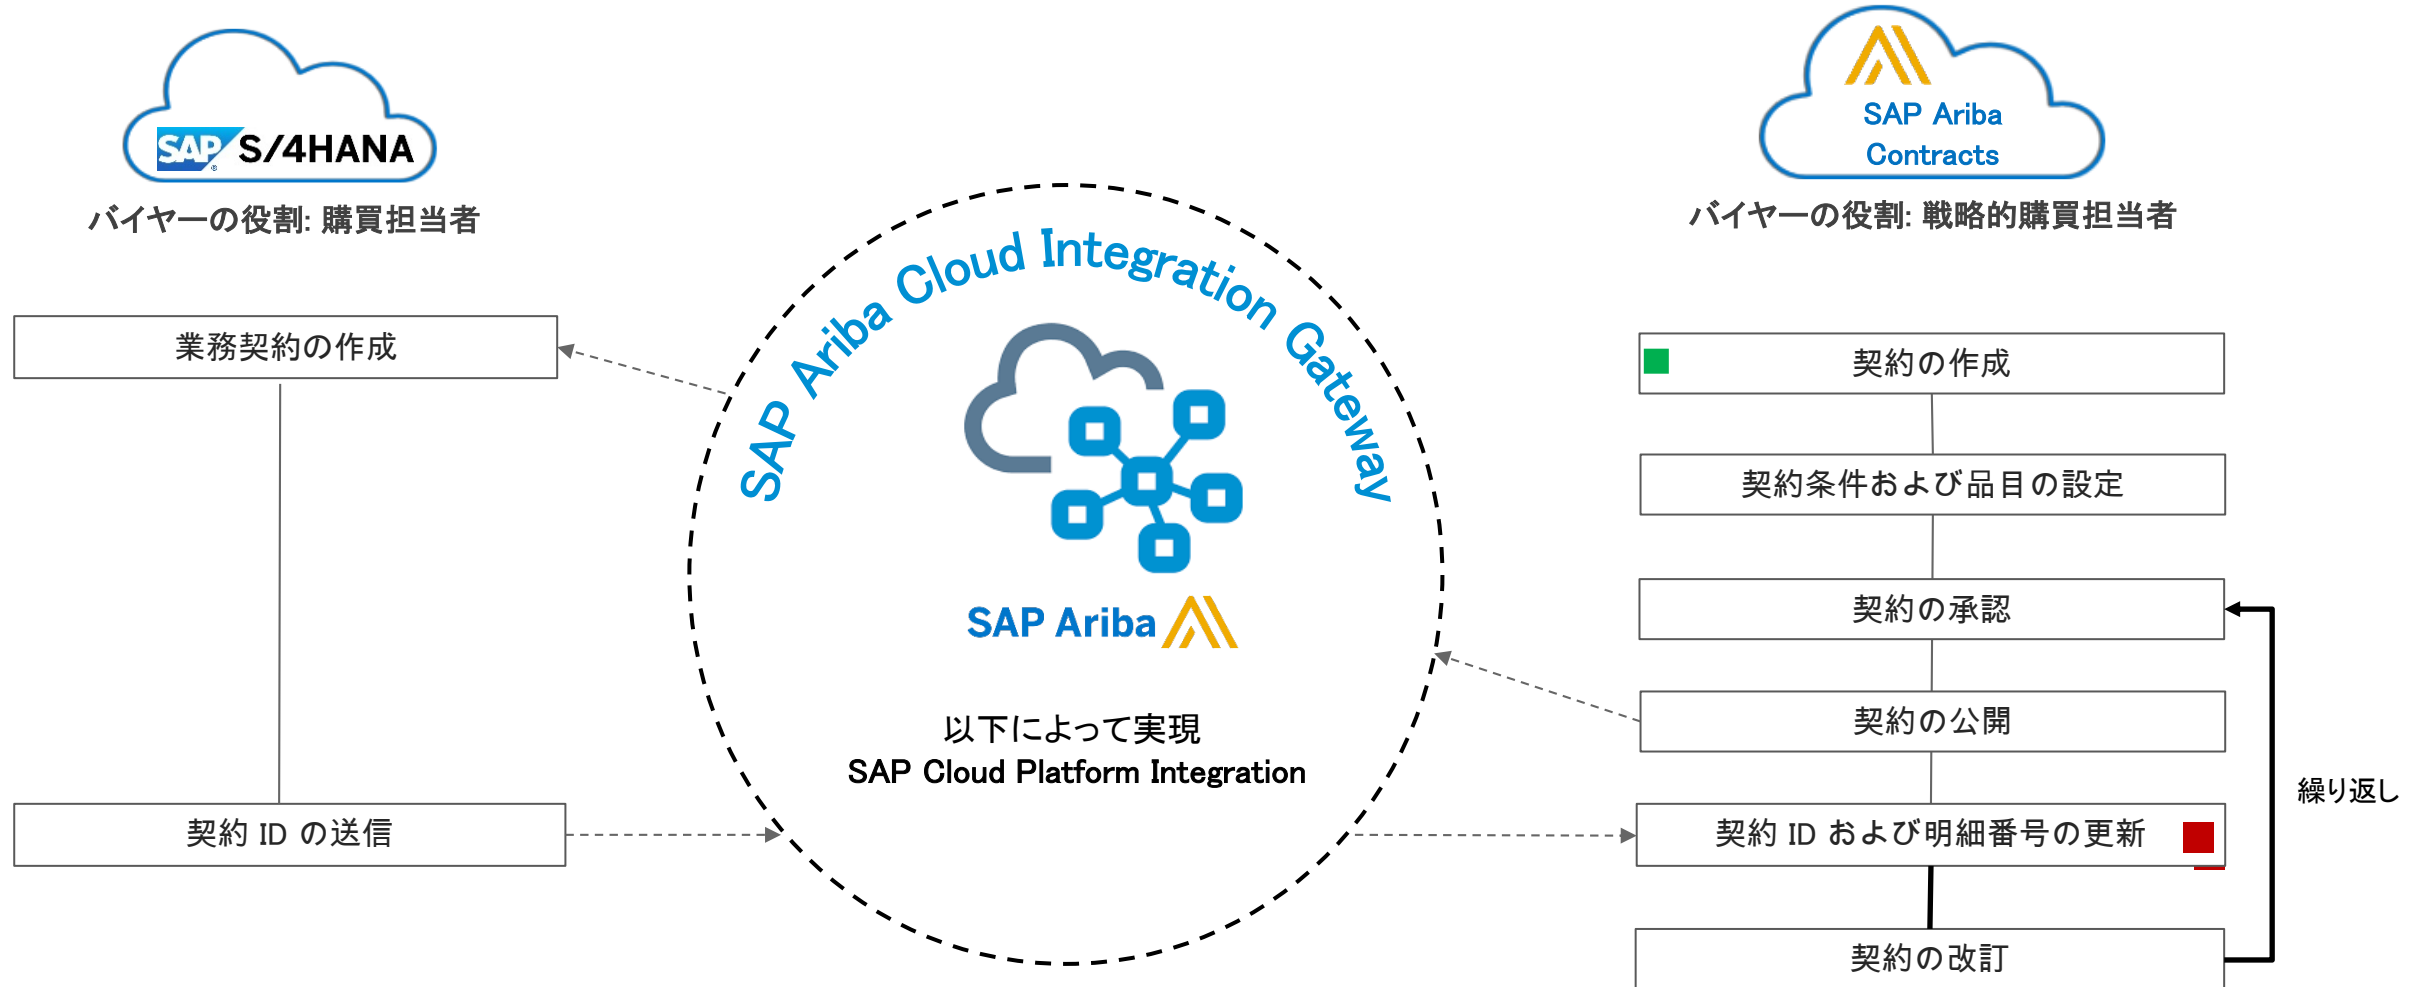 SAP S/4HANA
バイヤーの役割: 購買担当者
業務契約の作成
契約 ID の送信
SAP Ariba Cloud Integration Gateway
SAP Ariba
以下によって実現
SAP Cloud Platform Integration
SAP Ariba
Contracts
バイヤーの役割: 戦略的購買担当者
契約の作成
契約条件および品目の設定
契約の承認
契約の公開
契約 ID および明細番号の更新
契約の改訂
繰り返し